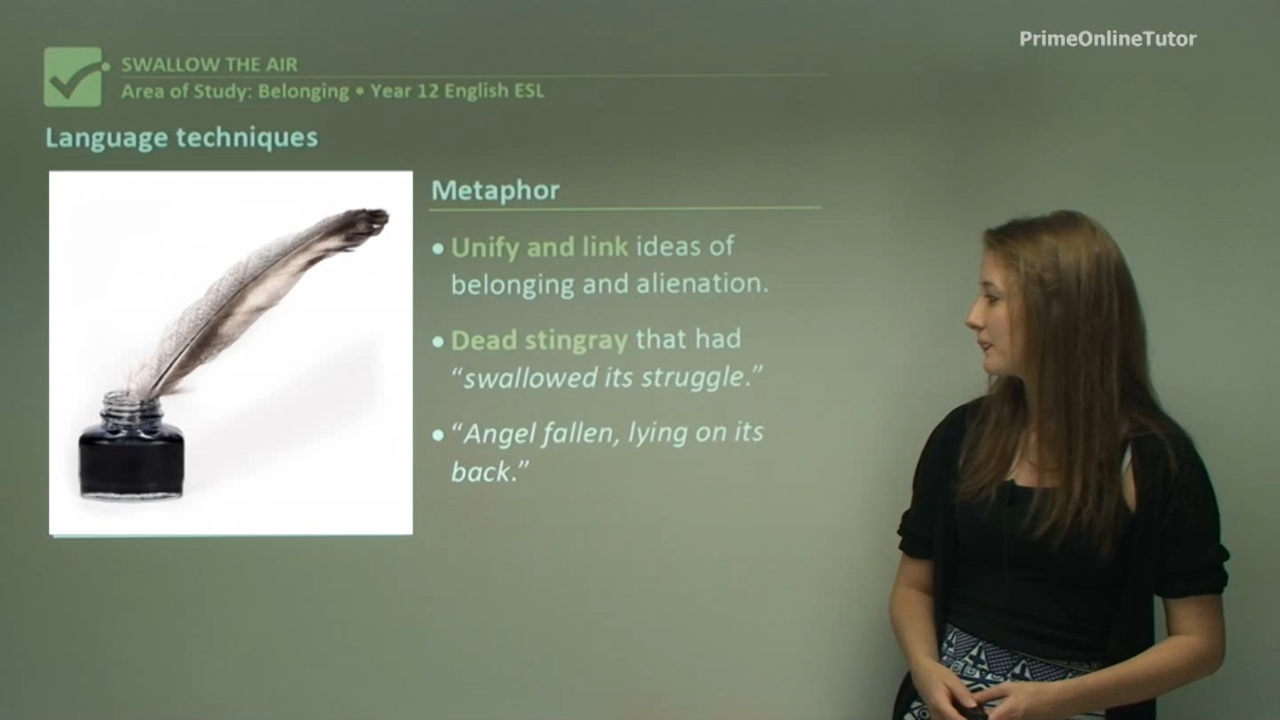 PrimeOnlineTutor
SWALLOW THE AIR
Area of Study: Belonging • Year 12 English ESL
Language techniques
Metaphor
• Unify and link ideas of
belonging and alienation.
• Dead stingray that had
“swallowed its struggle.”
• “Angel fallen, lying on its
back.”